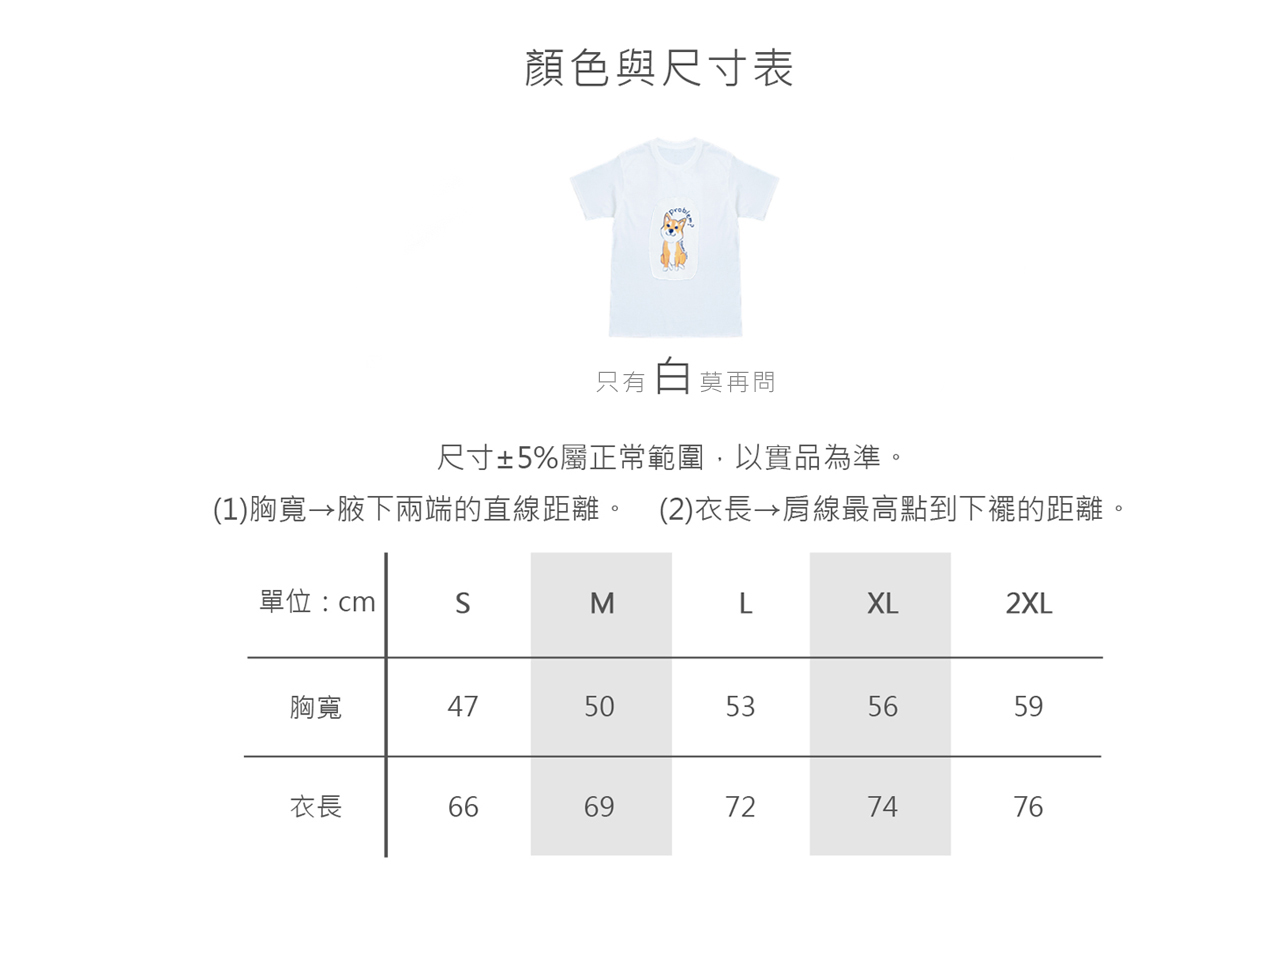 顏色與尺寸表
Problem?
只有 白 莫再問
尺寸±5%屬正常範圍，以實品為準。
(1)胸寬→腋下兩端的直線距離。 (2)衣長→肩線最高點到下襬的距離。
單位：cm S M L XL 2XL
胸寬 47 50 53 56 59
衣長 66 69 72 74 76